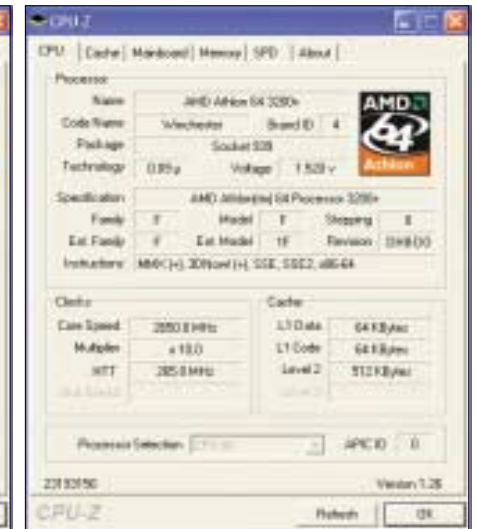 CPU-Z
CPU Cache Mainboard Memory SPD About
Processor
Name AMD Athlon 64 3200+
Code Name Winchester Brand ID 4
Package Socket 939
Technology 0.09 µ Voltage 1.520 v
AMD
64
Athlon
Specification AMD Athlon(tm) 64 Processor 3200+
Family F Model F Stepping 0
Ext. Family F Ext. Model 1F Revision DH8-D0
Instructions MMX (+), 3DNow! (+), SSE, SSE2, x86-64
Clocks
Core Speed 2850.0 MHz
Multiplier x 10.0
HTT 285.0 MHz
Cache
L1 Data 64 KBytes
L1 Code 64 KBytes
Level 2 512 KBytes
Processor Selection APIC ID 0
Version 1.26
CPU-Z
Refresh OK